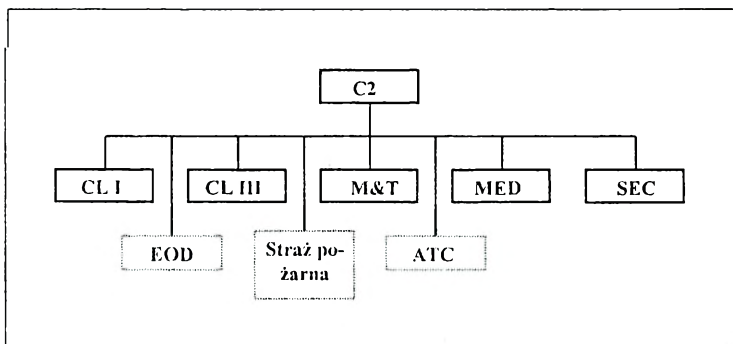 C2
CL I
CL III
M&T
MED
SEC
EOD
Straż po-
żarna
ATC